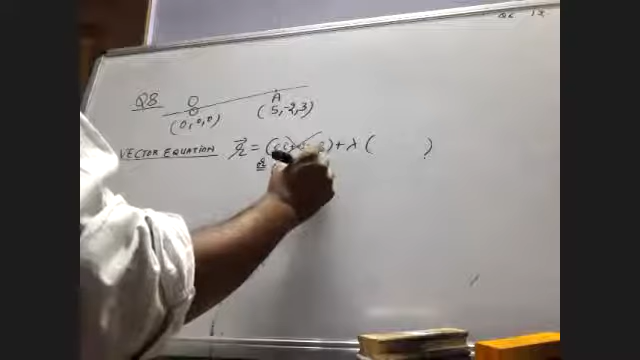 Q8 O A
(0,0,0) (5,-2,3)
VECTOR EQUATION r⃗ = ( ) + λ ( )